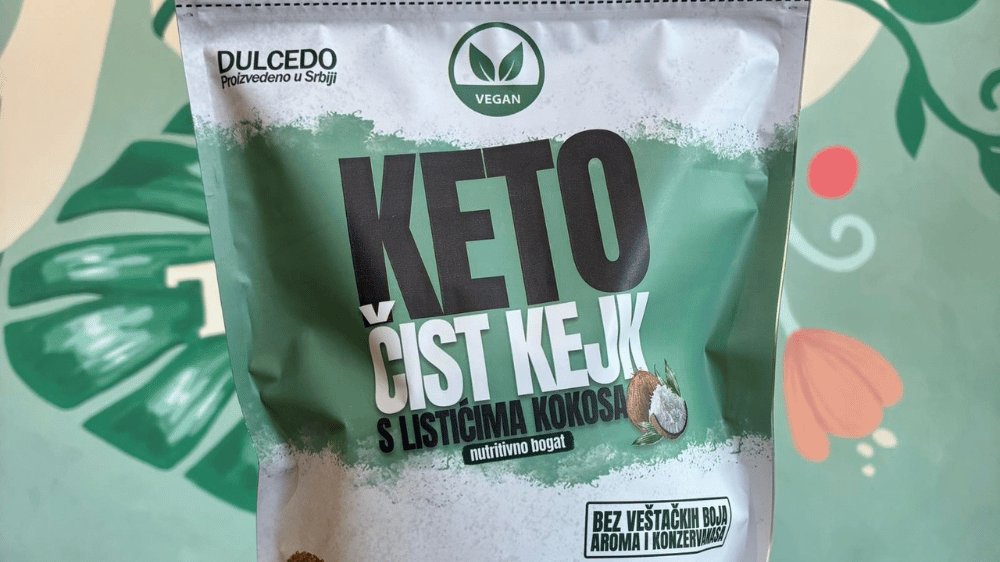 DULCEDO
Proizvedeno u Srbiji
VEGAN
KETO
ČIST KEJK
S LISTIĆIMA KOKOSA
nutritivno bogat
BEZ VEŠTAČKIH BOJA
AROMA I KONZERVANASA